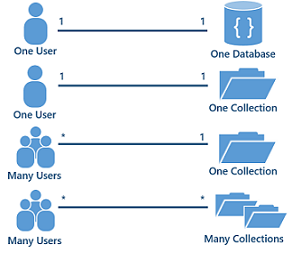 1 1
{ }
One User One Database
1 1
One User One Collection
* 1
Many Users One Collection
* *
Many Users Many Collections